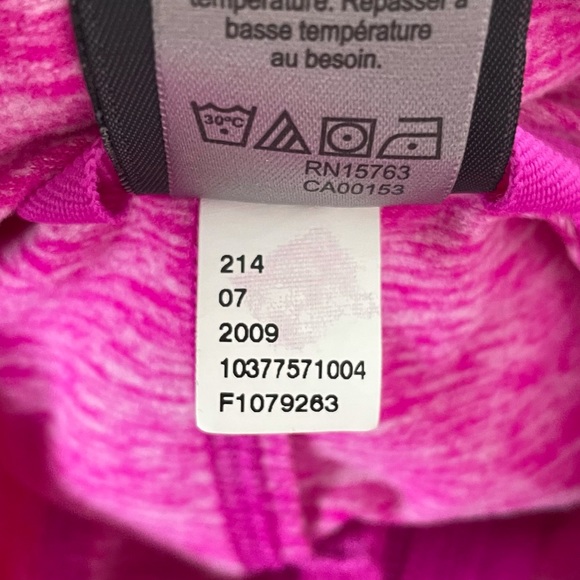 température. Repasser à
basse température
au besoin.
30°C
RN15763
CA00153
214
07
2009
10377571004
F1079263